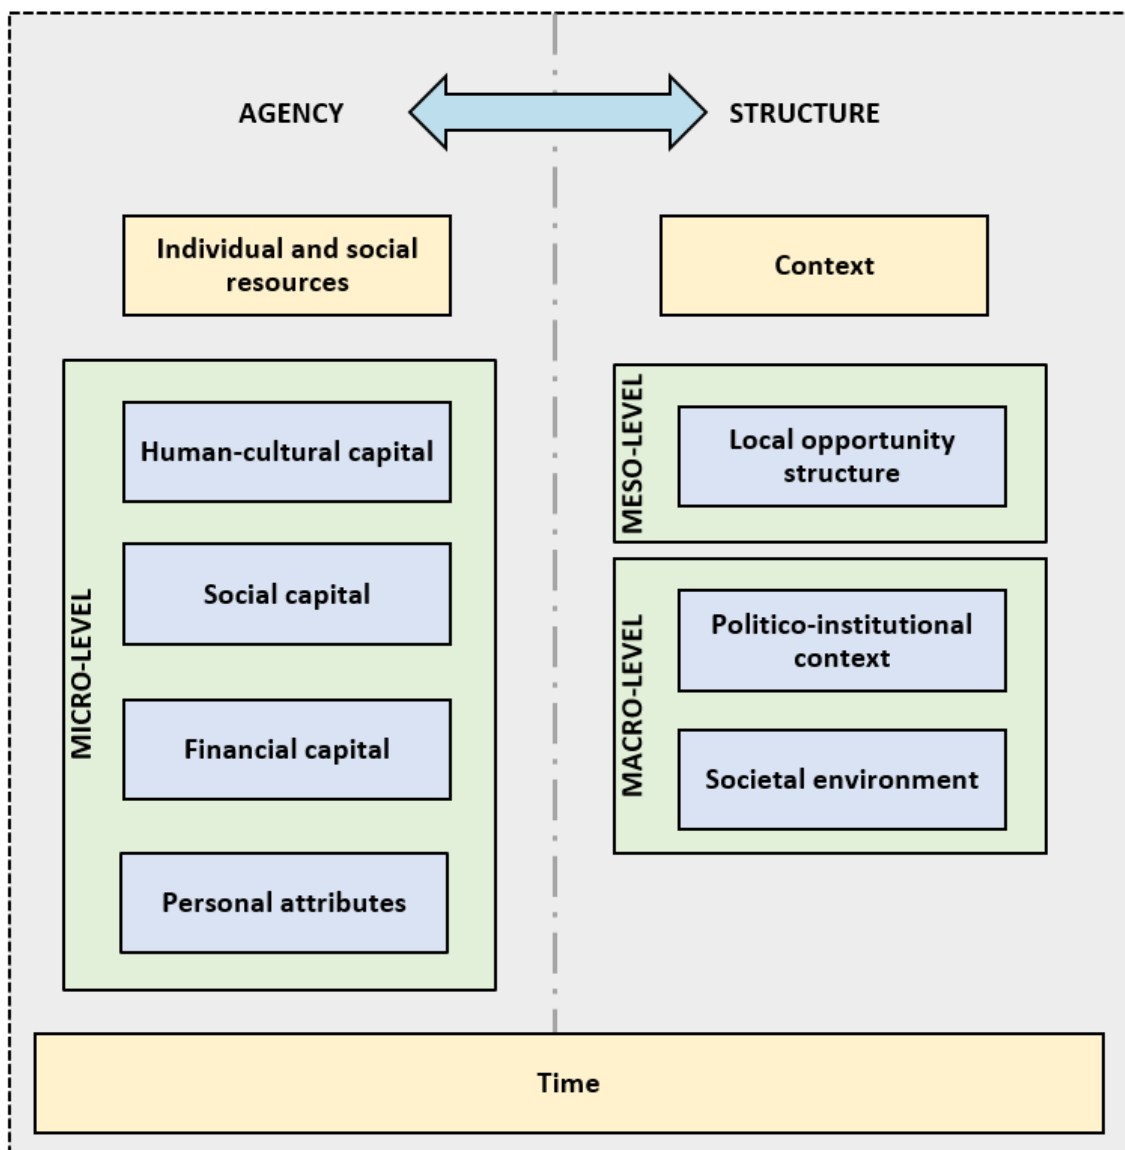 AGENCY
STRUCTURE
Individual and social
resources
Context
MICRO-LEVEL
Human-cultural capital
Social capital
Financial capital
Personal attributes
MESO-LEVEL
Local opportunity
structure
MACRO-LEVEL
Politico-institutional
context
Societal environment
Time